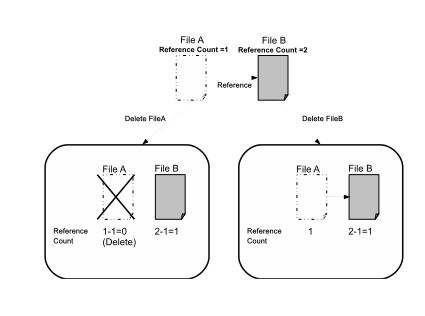 File A File B
Reference Count =1 Reference Count =2
Reference
Delete FileA Delete FileB
File A File B File A File B
Reference Count 1-1=0 (Delete) 2-1=1 Reference Count 1 2-1=1